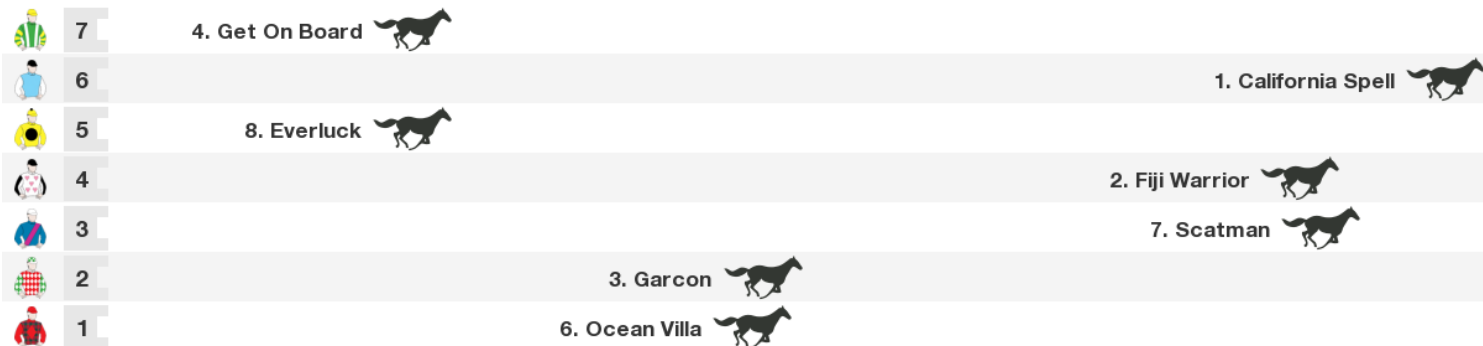 7 4. Get On Board
6 1. California Spell
5 8. Everluck
4 2. Fiji Warrior
3 7. Scatman
2 3. Garcon
1 6. Ocean Villa